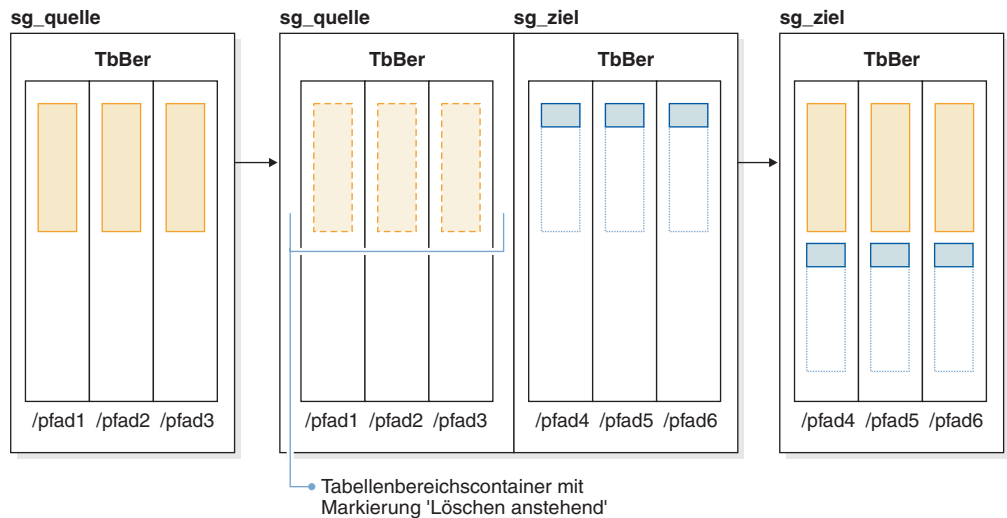 sg_quelle
sg_quelle
sg_ziel
sg_ziel
TbBer
TbBer
TbBer
TbBer
/pfad1
/pfad2
/pfad3
/pfad1
/pfad2
/pfad3
/pfad4
/pfad5
/pfad6
/pfad4
/pfad5
/pfad6
Tabellenbereichscontainer mit
Markierung 'Löschen anstehend'